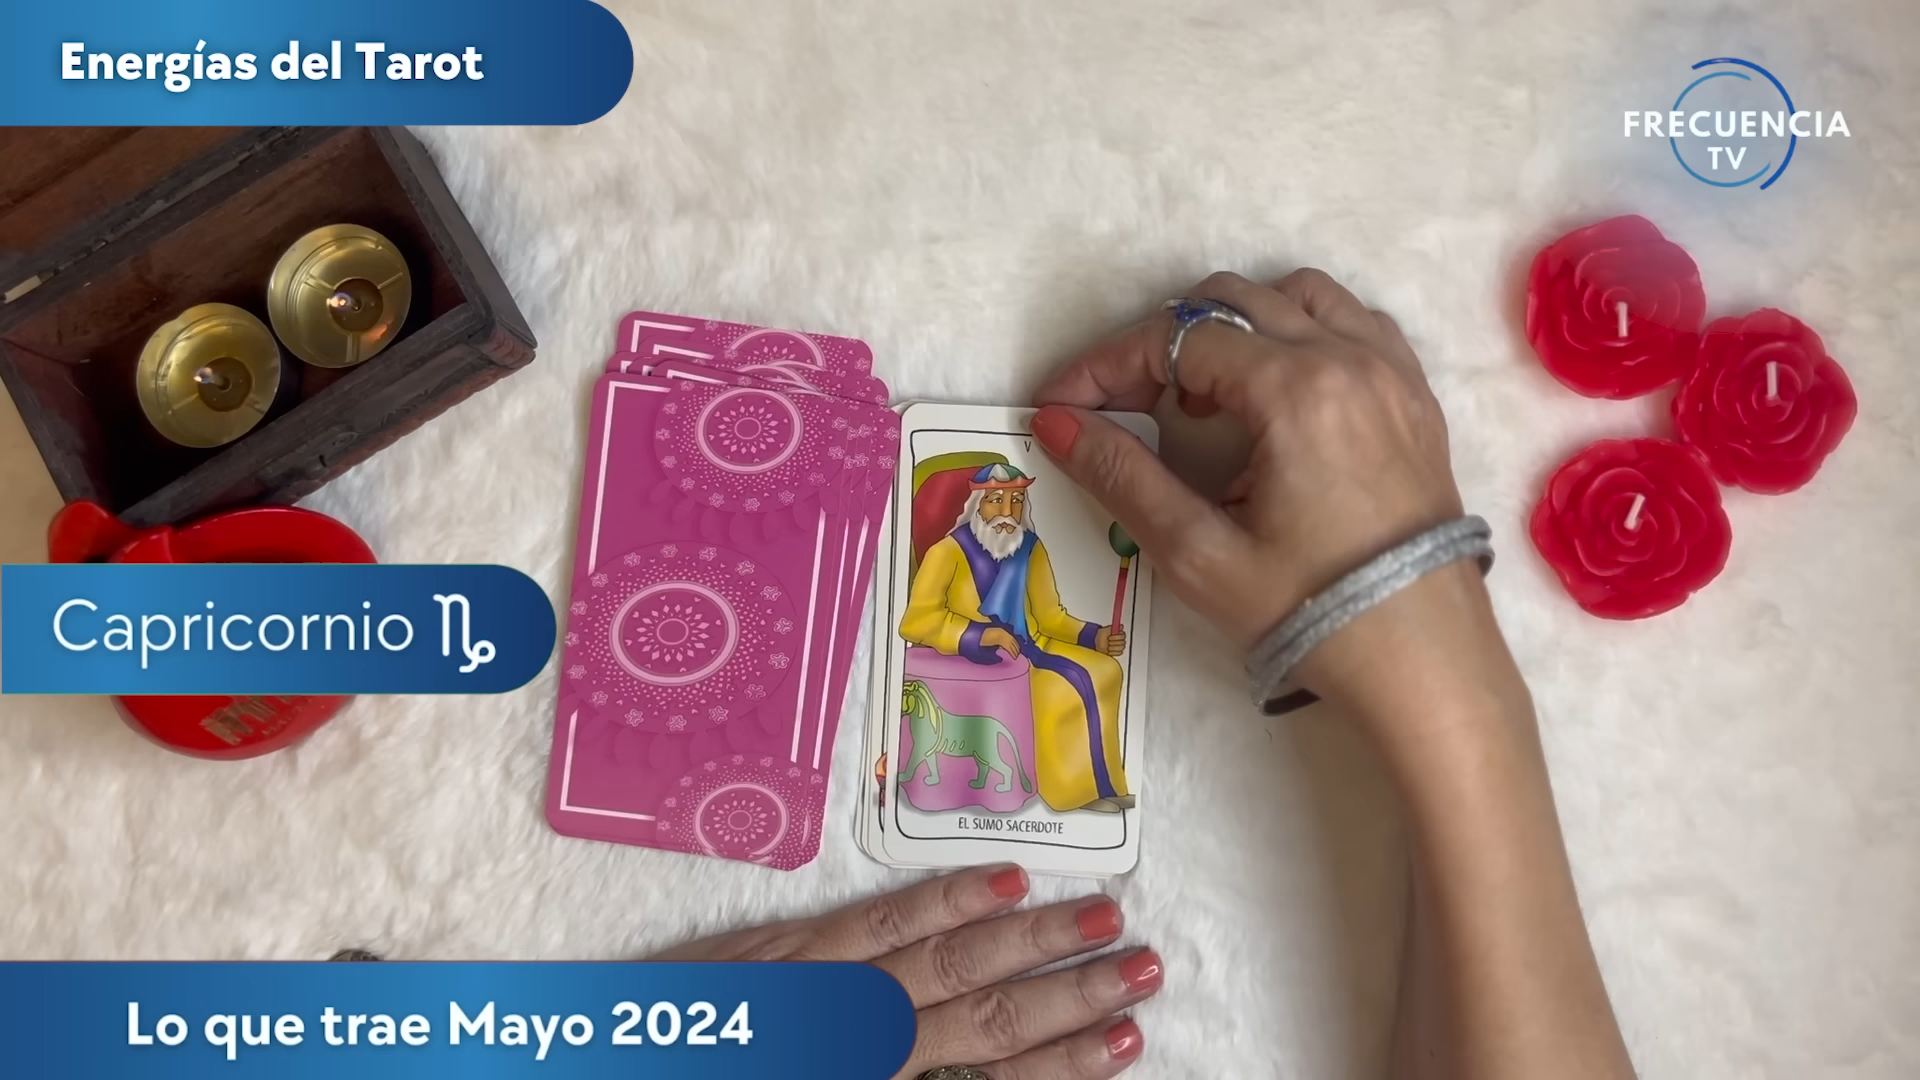 Energías del Tarot
FRECUENCIA
TV
V
Capricornio
EL SUMO SACERDOTE
Lo que trae Mayo 2024